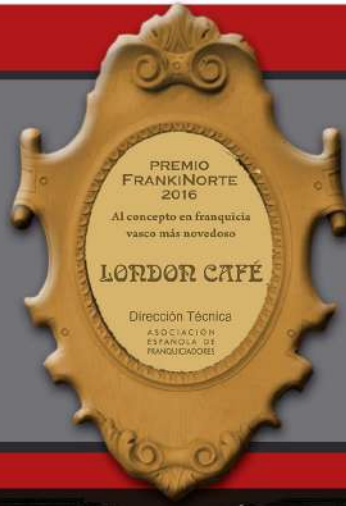 PREMIO
FRANKINORTE
2016
Al concepto en franquicia
vasco más novedoso
LONDON CAFÉ
Dirección Técnica
ASOCIACIÓN
ESPAÑOLA DE
FRANQUICIADORES